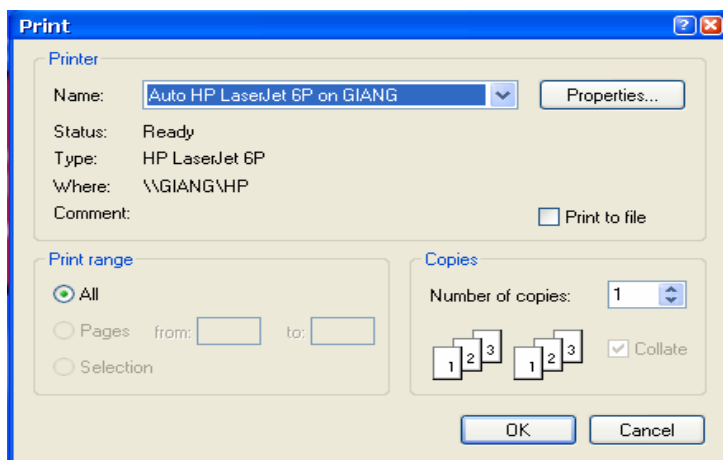 Print
Printer
Name: Auto HP LaserJet 6P on GIANG Properties...
Status: Ready
Type: HP LaserJet 6P
Where: \\GIANG\HP
Comment: Print to file
Print range
All
Pages from: to:
Selection
Copies
Number of copies: 1
1 2 3 1 2 3 Collate
OK Cancel